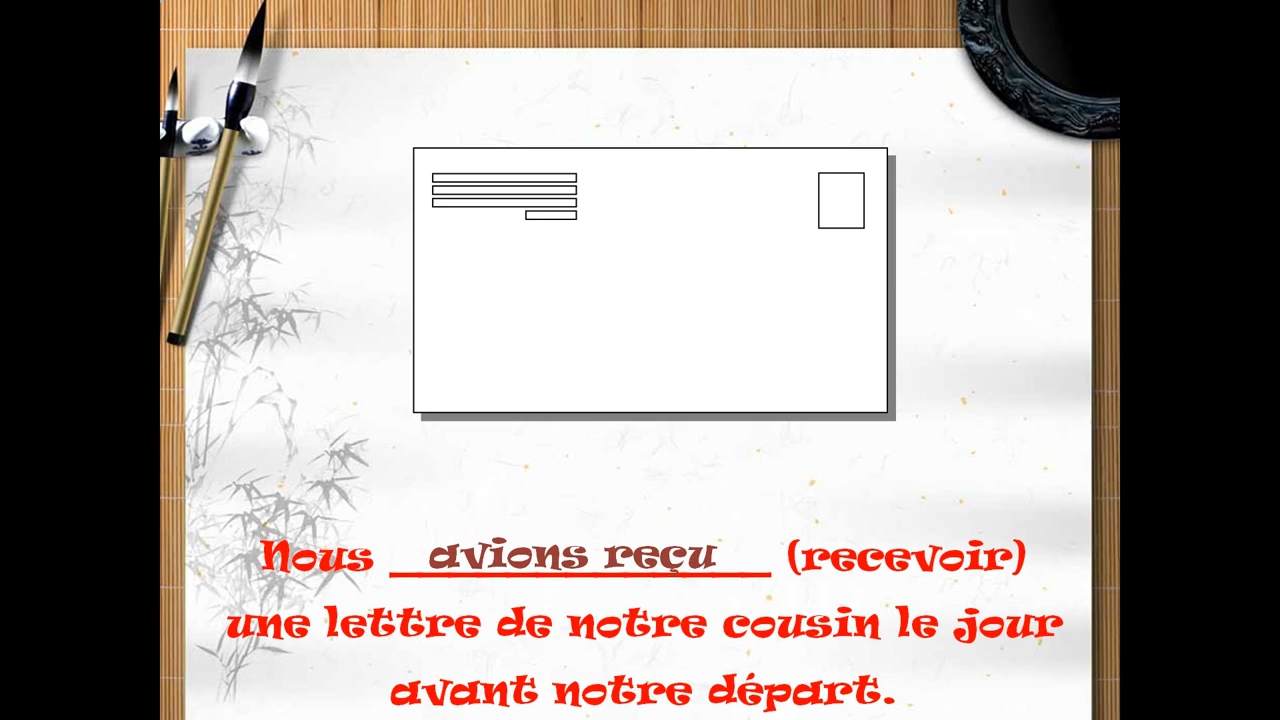 Nous avions reçu (recevoir)
une lettre de notre cousin le jour
avant notre départ.